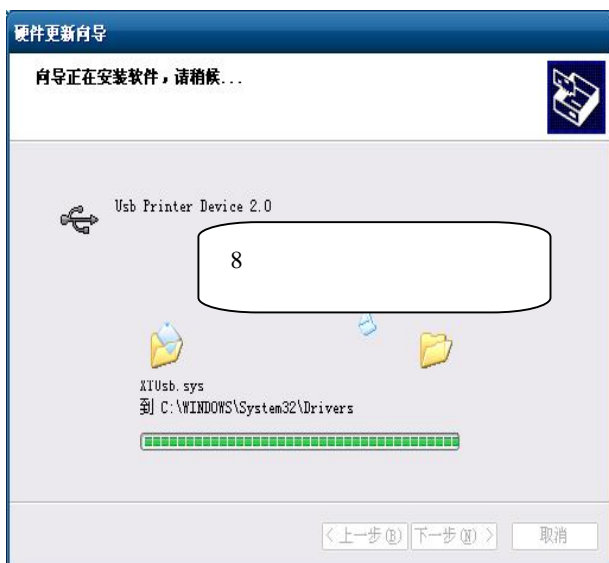 硬件更新向导
向导正在安装软件，请稍候...
Usb Printer Device 2.0
8
XTUsb.sys
到 C:\WINDOWS\System32\Drivers
< 上一步(B) 下一步(N) > 取消